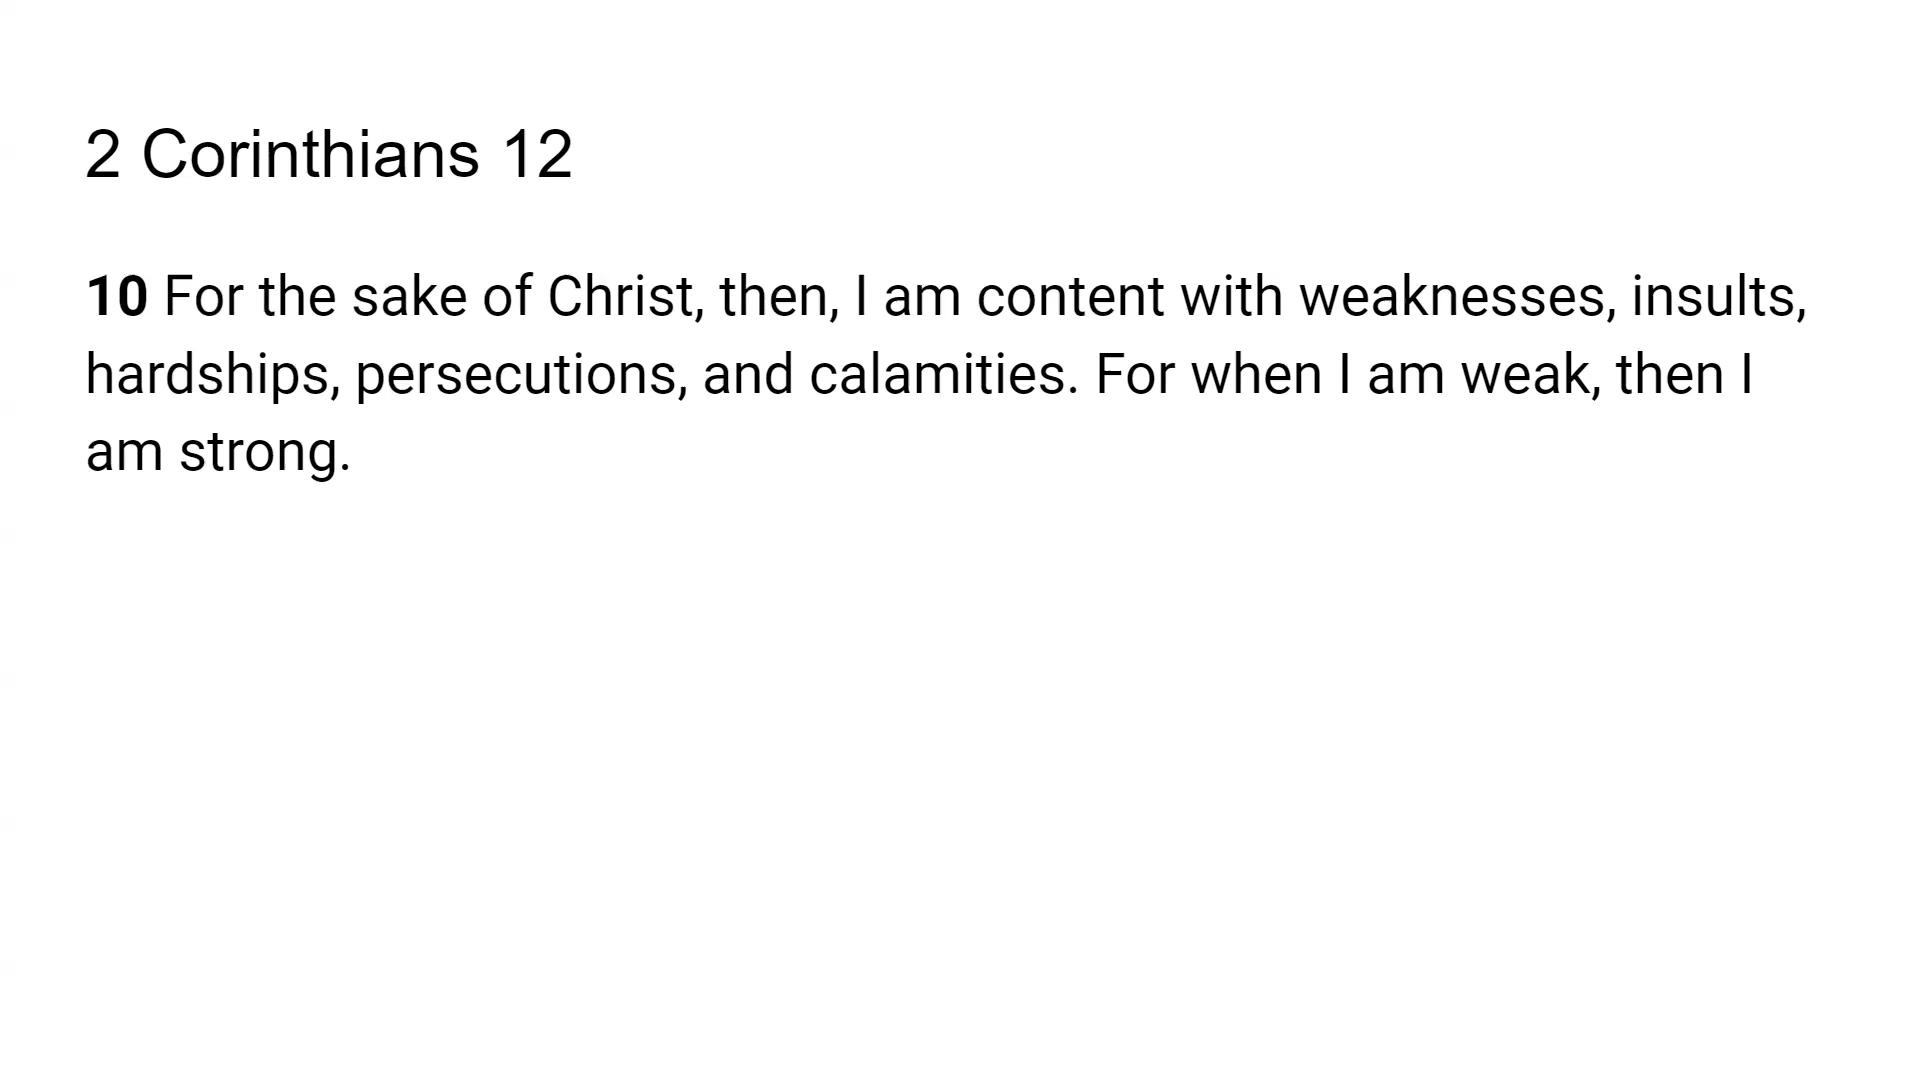 2 Corinthians 12
10 For the sake of Christ, then, I am content with weaknesses, insults,
hardships, persecutions, and calamities. For when I am weak, then I
am strong.